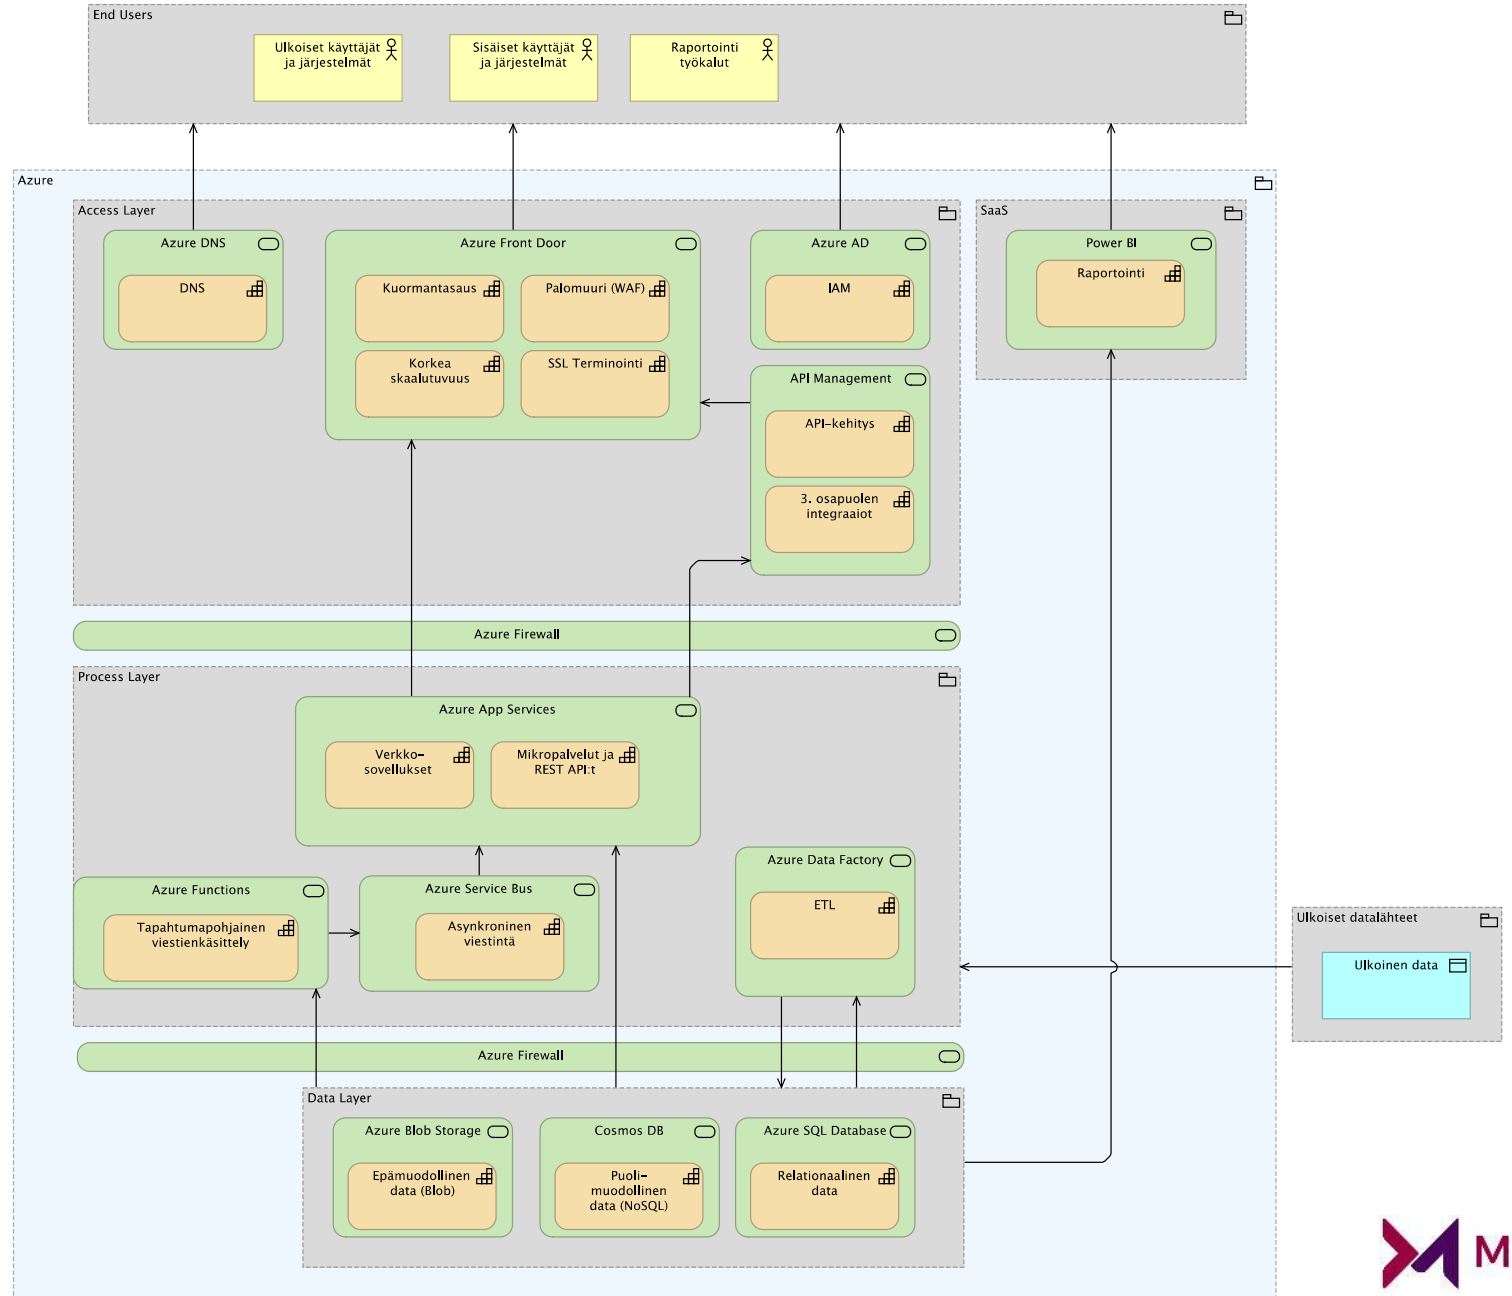 End Users
Ulkoiset käyttäjät
ja järjestelmät
Sisäiset käyttäjät
ja järjestelmät
Raportointi
työkalut
Azure
Access Layer
SaaS
Azure DNS
DNS
Azure Front Door
Kuormantasaus
Palomuuri (WAF)
Korkea
skaalutuvuus
SSL Terminointi
Azure AD
IAM
Power BI
Raportointi
API Management
API-kehitys
3. osapuolen
integraaiot
Azure Firewall
Process Layer
Azure App Services
Verkko-
sovellukset
Mikropalvelut ja
REST API:t
Azure Functions
Tapahtumapohjainen
viestienkäsittely
Azure Service Bus
Asynkroninen
viestintä
Azure Data Factory
ETL
Ulkoiset datalähteet
Ulkoinen data
Azure Firewall
Data Layer
Azure Blob Storage
Epämuodollinen
data (Blob)
Cosmos DB
Puoli-
muodollinen
data (NoSQL)
Azure SQL Database
Relationaalinen
data
M